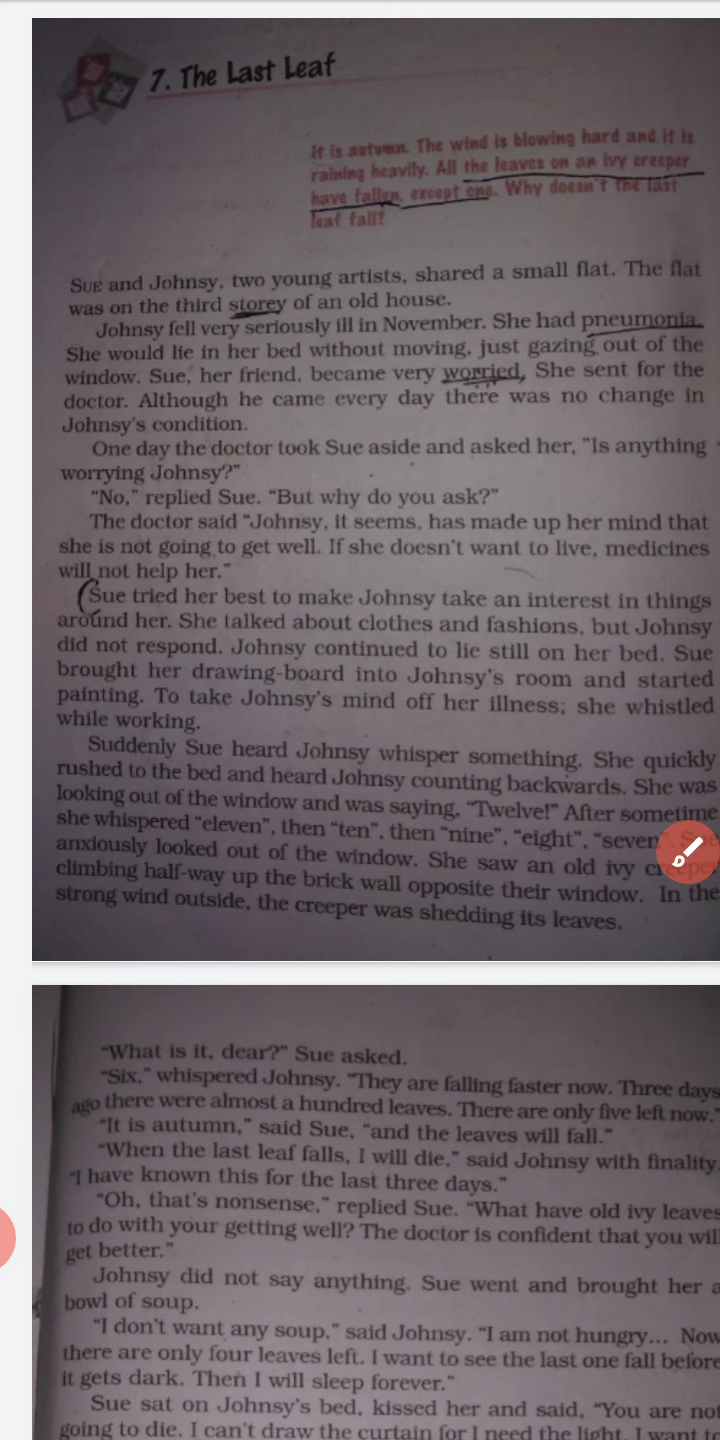 7. The Last Leaf
It is autumn. The wind is blowing hard and it is
raining heavily. All the leaves on an ivy creeper
have fallen, except one. Why doesn't the last
leaf fall?
SUE and Johnsy, two young artists, shared a small flat. The flat
was on the third storey of an old house.
Johnsy fell very seriously ill in November. She had pneumonia.
She would lie in her bed without moving, just gazing out of the
window. Sue, her friend, became very worried. She sent for the
doctor. Although he came every day there was no change in
Johnsy's condition.
One day the doctor took Sue aside and asked her, "Is anything
worrying Johnsy?"
"No," replied Sue. "But why do you ask?"
The doctor said "Johnsy, it seems, has made up her mind that
she is not going to get well. If she doesn't want to live, medicines
will not help her."
Sue tried her best to make Johnsy take an interest in things
around her. She talked about clothes and fashions, but Johnsy
did not respond. Johnsy continued to lie still on her bed. Sue
brought her drawing-board into Johnsy's room and started
painting. To take Johnsy's mind off her illness; she whistled
while working.
Suddenly Sue heard Johnsy whisper something. She quickly
rushed to the bed and heard Johnsy counting backwards. She was
looking out of the window and was saying, "Twelve!" After sometime
she whispered "eleven", then "ten", then "nine", "eight", "seven".
anxiously looked out of the window. She saw an old ivy creeper
climbing half-way up the brick wall opposite their window. In the
strong wind outside, the creeper was shedding its leaves.
"What is it, dear?" Sue asked.
"Six," whispered Johnsy. "They are falling faster now. Three days
ago there were almost a hundred leaves. There are only five left now."
"It is autumn," said Sue, "and the leaves will fall."
"When the last leaf falls, I will die," said Johnsy with finality.
"I have known this for the last three days."
"Oh, that's nonsense," replied Sue. "What have old ivy leaves
to do with your getting well? The doctor is confident that you wil
get better."
Johnsy did not say anything. Sue went and brought her a
bowl of soup.
"I don't want any soup," said Johnsy. "I am not hungry... Now
there are only four leaves left. I want to see the last one fall before
it gets dark. Then I will sleep forever."
Sue sat on Johnsy's bed, kissed her and said, "You are not
going to die. I can't draw the curtain for I need the light. I want to